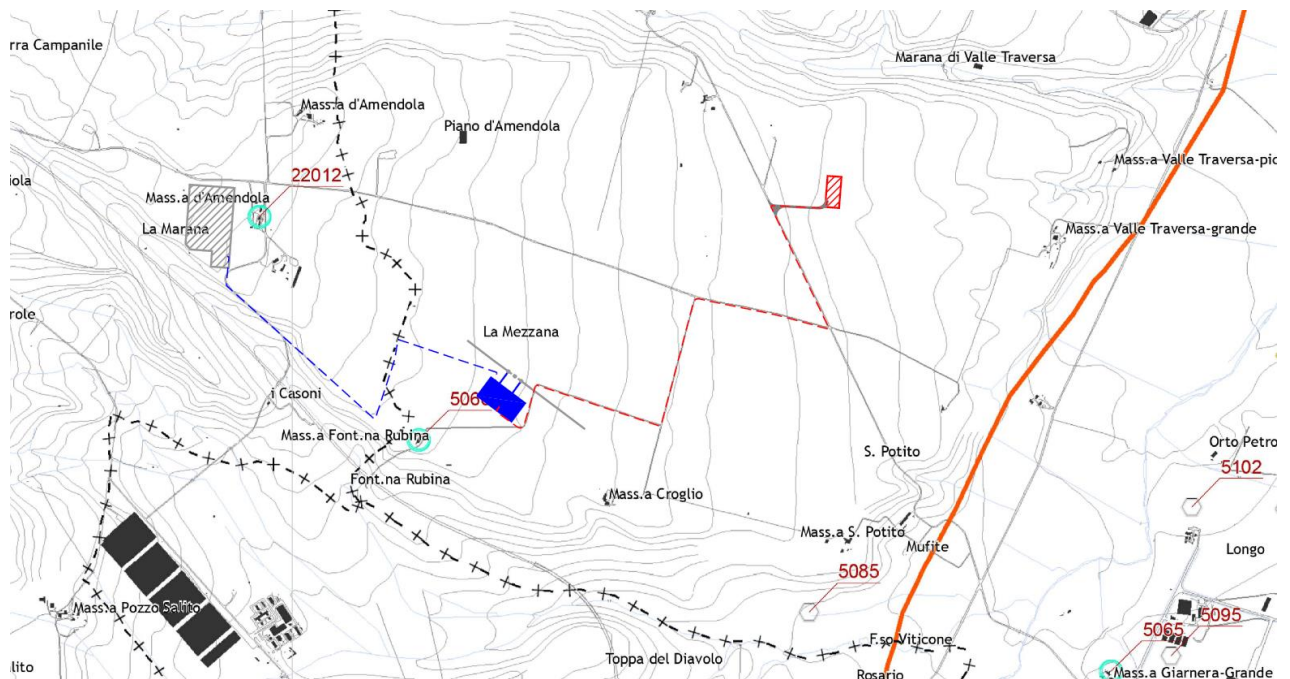 rra Campanile
Marana di Valle Traversa
Mass.a d'Amendola
Piano d'Amendola
Mass.a Valle Traversa-pic
iola
22012
Mass.a d'Amendola
La Marana
Mass.a Valle Traversa-grande
role
La Mezzana
i Casoni
Mass.a Font.na Rubina
S. Potito
Orto Petro
5102
Font.na Rubina
Mass.a Croglio
Mass.a S. Potito
Mufite
Longo
5085
Mass.a Pozzo Salito
5065
5095
F.so Viticone
slito
Toppa del Diavolo
Rosario
Mass.a Giarnera-Grande